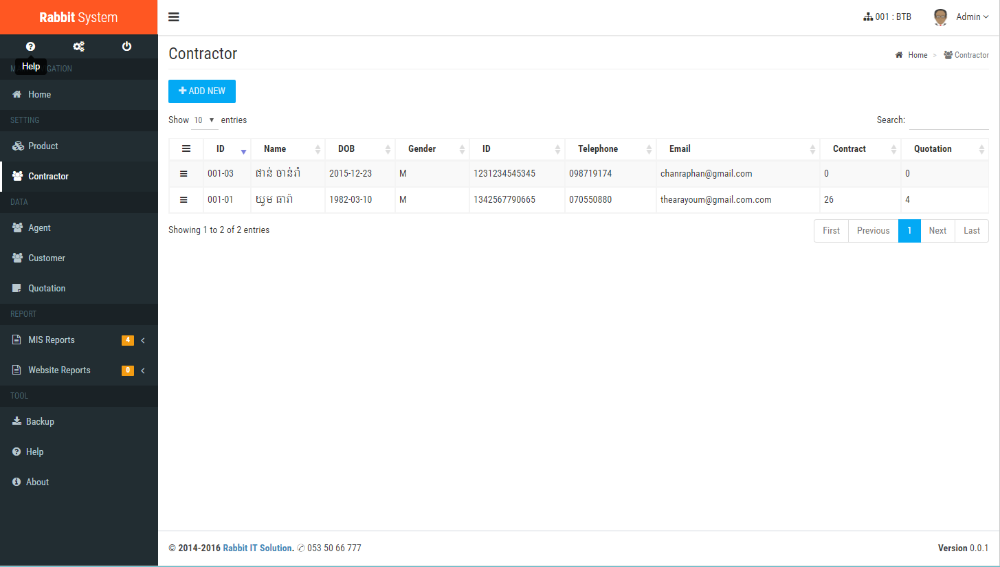 Rabbit System
001 : BTB
Admin
Help
GATION
Home
SETTING
Product
Contractor
DATA
Agent
Customer
Quotation
REPORT
MIS Reports 4
Website Reports 0
TOOL
Backup
Help
About
Contractor
Home > Contractor
ADD NEW
Show 10 entries
Search:
ID Name DOB Gender ID Telephone Email Contract Quotation
001-03 ផាន់ ចាន់រ៉ា 2015-12-23 M 1231234545345 098719174 chanraphan@gmail.com 0 0
001-01 យ៉ូម ធារ៉ា 1982-03-10 M 1342567790665 070550880 thearayoum@gmail.com.com 26 4
Showing 1 to 2 of 2 entries
First Previous 1 Next Last
© 2014-2016 Rabbit IT Solution. ✆ 053 50 66 777
Version 0.0.1